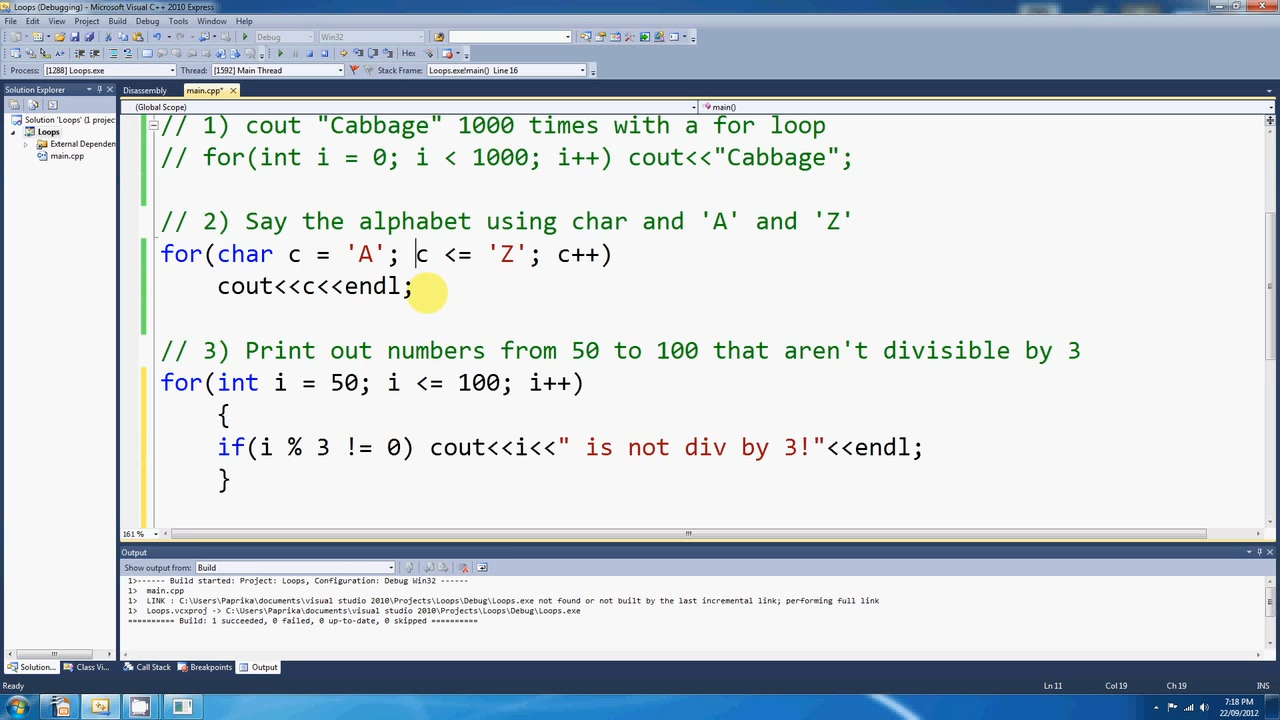 Loops (Debugging) - Microsoft Visual C++ 2010 Express
File Edit View Project Build Debug Tools Window Help
Debug Win32
Hex
Process: [1288] Loops.exe Thread: [1592] Main Thread Stack Frame: Loops.exe!main() Line 16
Solution Explorer
Disassembly main.cpp*
(Global Scope) main()
Solution 'Loops' (1 projec
Loops
External Dependen
main.cpp
// 1) cout "Cabbage" 1000 times with a for loop
// for(int i = 0; i < 1000; i++) cout<<"Cabbage";
// 2) Say the alphabet using char and 'A' and 'Z'
for(char c = 'A'; c <= 'Z'; c++)
cout<<c<<endl;
// 3) Print out numbers from 50 to 100 that aren't divisible by 3
for(int i = 50; i <= 100; i++)
{
if(i % 3 != 0) cout<<i<<" is not div by 3!"<<endl;
}
161 %
Output
Show output from: Build
1>------ Build started: Project: Loops, Configuration: Debug Win32 ------
1> main.cpp
1> LINK : C:\Users\Paprika\documents\visual studio 2010\Projects\Loops\Debug\Loops.exe not found or not built by the last incremental link; performing full link
1> Loops.vcxproj -> C:\Users\Paprika\documents\visual studio 2010\Projects\Loops\Debug\Loops.exe
========== Build: 1 succeeded, 0 failed, 0 up-to-date, 0 skipped ==========
Solution... Class Vi... Call Stack Breakpoints Output
Ready Ln 11 Col 19 Ch 19 INS
7:18 PM
22/09/2012